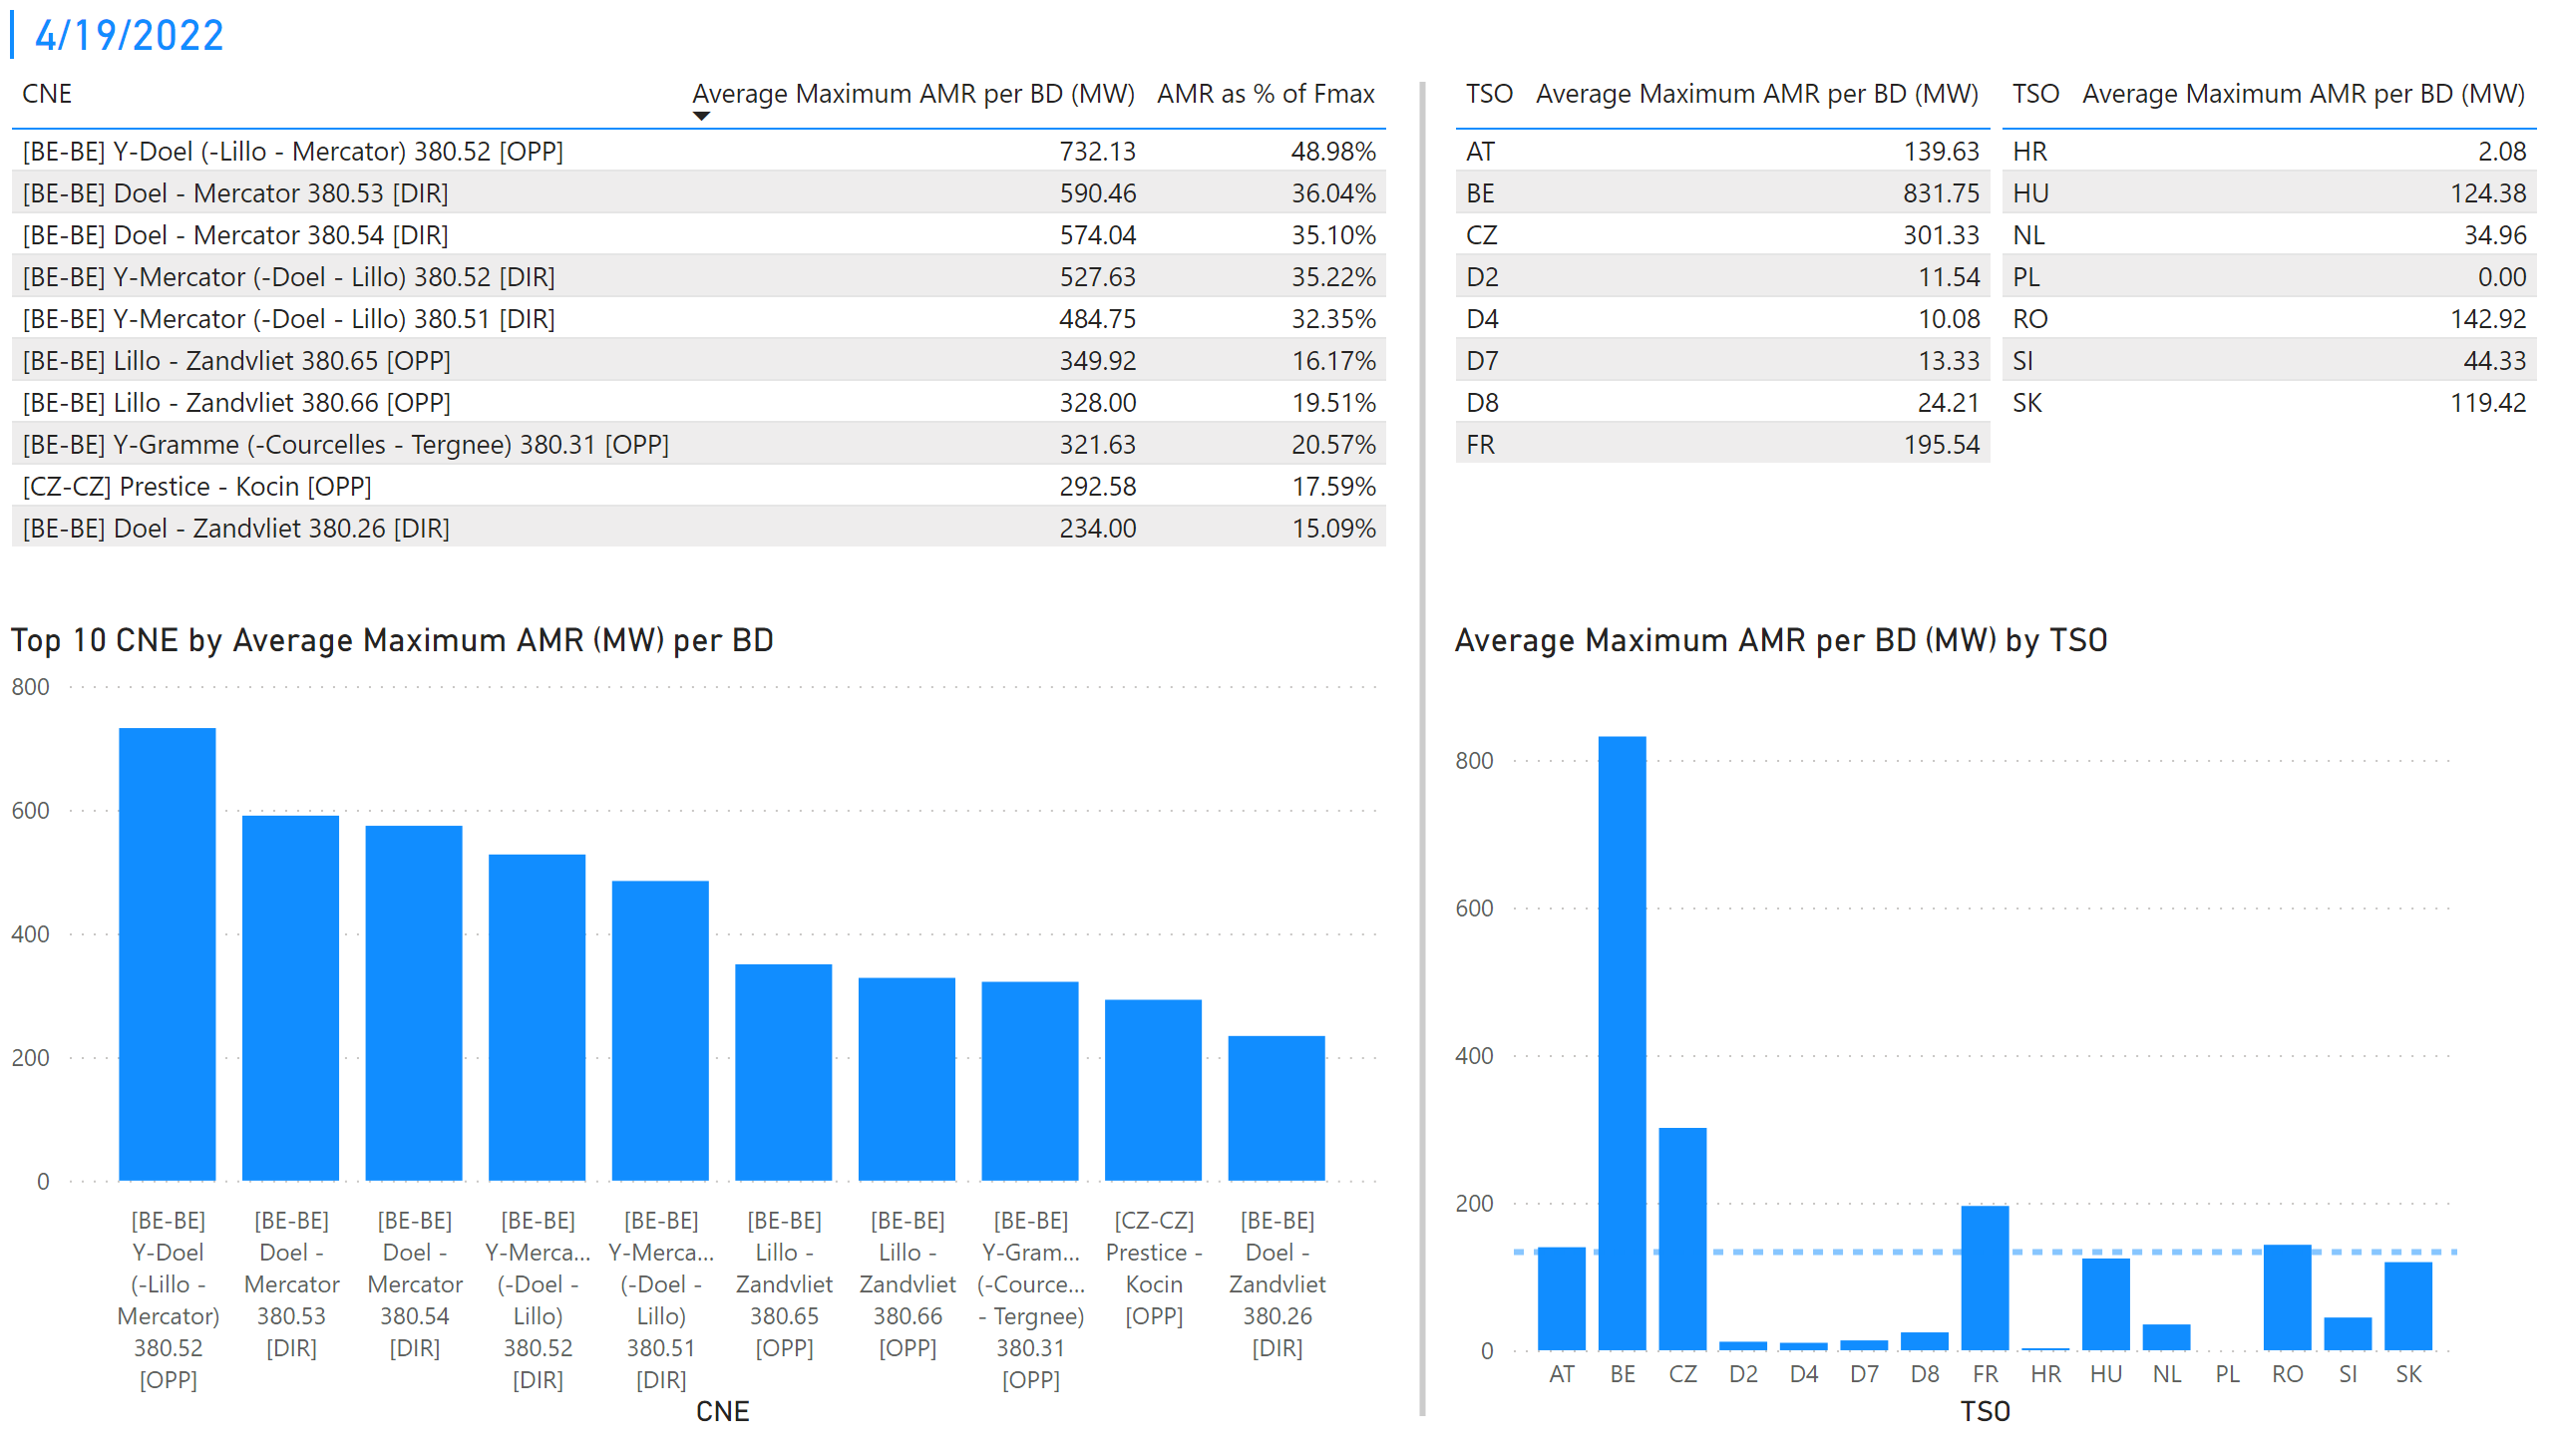 4/19/2022
CNE Average Maximum AMR per BD (MW) AMR as % of Fmax
[BE-BE] Y-Doel (-Lillo - Mercator) 380.52 [OPP] 732.13 48.98%
[BE-BE] Doel - Mercator 380.53 [DIR] 590.46 36.04%
[BE-BE] Doel - Mercator 380.54 [DIR] 574.04 35.10%
[BE-BE] Y-Mercator (-Doel - Lillo) 380.52 [DIR] 527.63 35.22%
[BE-BE] Y-Mercator (-Doel - Lillo) 380.51 [DIR] 484.75 32.35%
[BE-BE] Lillo - Zandvliet 380.65 [OPP] 349.92 16.17%
[BE-BE] Lillo - Zandvliet 380.66 [OPP] 328.00 19.51%
[BE-BE] Y-Gramme (-Courcelles - Tergnee) 380.31 [OPP] 321.63 20.57%
[CZ-CZ] Prestice - Kocin [OPP] 292.58 17.59%
[BE-BE] Doel - Zandvliet 380.26 [DIR] 234.00 15.09%
TSO Average Maximum AMR per BD (MW)
AT 139.63
BE 831.75
CZ 301.33
D2 11.54
D4 10.08
D7 13.33
D8 24.21
FR 195.54
TSO Average Maximum AMR per BD (MW)
HR 2.08
HU 124.38
NL 34.96
PL 0.00
RO 142.92
SI 44.33
SK 119.42
Top 10 CNE by Average Maximum AMR (MW) per BD
800
600
400
200
0
[BE-BE]
Y-Doel
(-Lillo -
Mercator)
380.52
[OPP]
[BE-BE]
Doel -
Mercator
380.53
[DIR]
[BE-BE]
Doel -
Mercator
380.54
[DIR]
[BE-BE]
Y-Merca...
(-Doel -
Lillo)
380.52
[DIR]
[BE-BE]
Y-Merca...
(-Doel -
Lillo)
380.51
[DIR]
[BE-BE]
Lillo -
Zandvliet
380.65
[OPP]
[BE-BE]
Lillo -
Zandvliet
380.66
[OPP]
[BE-BE]
Y-Gram...
(-Source...
- Tergnee)
380.31
[OPP]
[CZ-CZ]
Prestice -
Kocin
[OPP]
[BE-BE]
Doel -
Zandvliet
380.26
[DIR]
CNE
Average Maximum AMR per BD (MW) by TSO
800
600
400
200
0
AT BE CZ D2 D4 D7 D8 FR HR HU NL PL RO SI SK
TSO